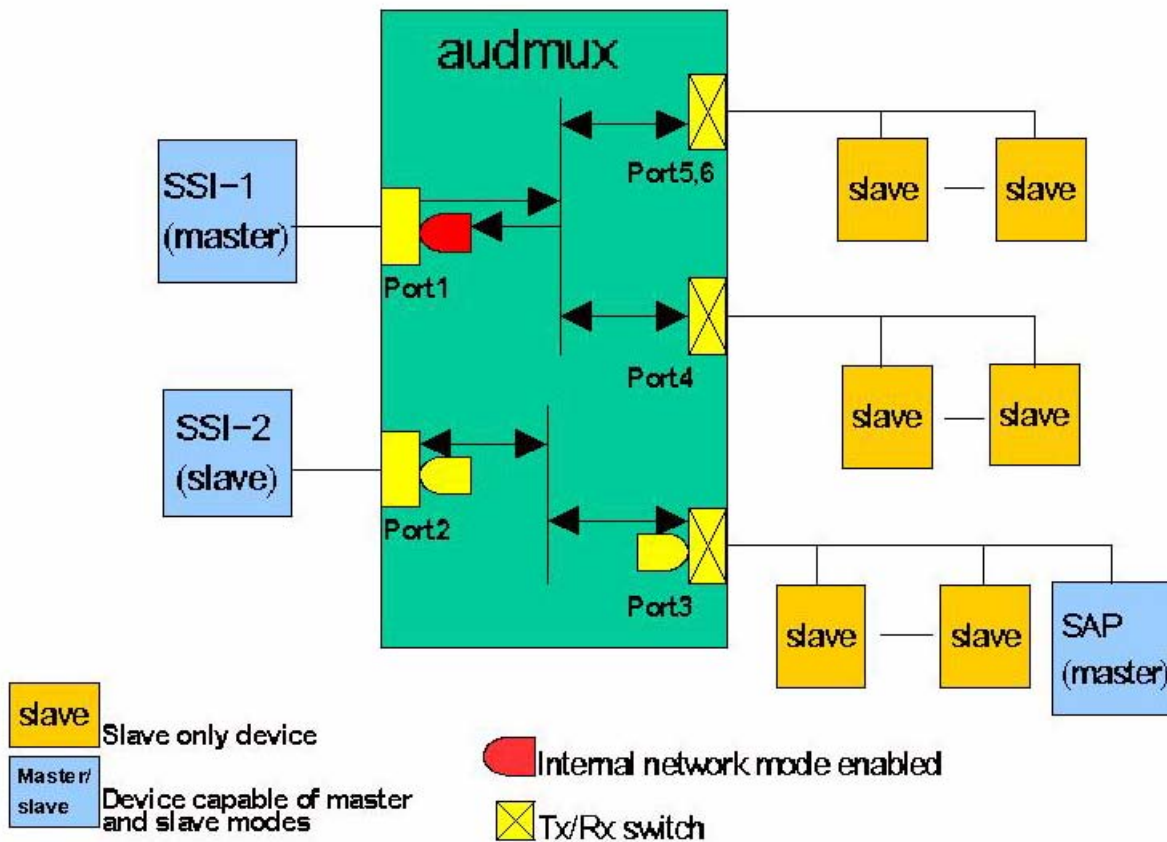 audmux
SSI-1
(master)
Port1
Port5,6
slave
slave
Port4
slave
slave
SSI-2
(slave)
Port2
Port3
slave
slave
SAP
(master)
slave
Slave only device
Master/
slave
Device capable of master
and slave modes
Internal network mode enabled
Tx/Rx switch